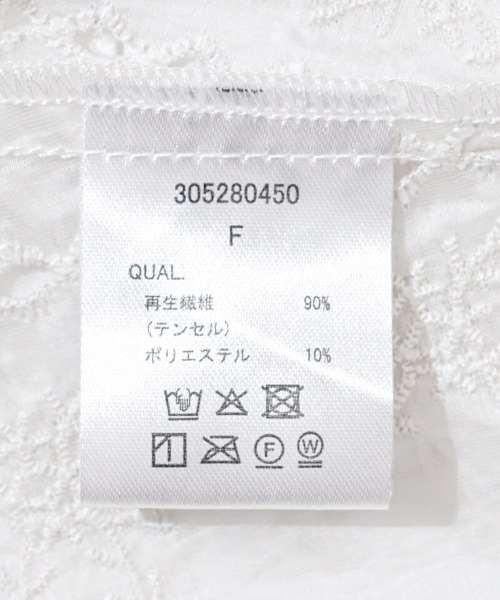 305280450
F
QUAL.
再生繊維 90%
(テンセル)
ポリエステル 10%
F W